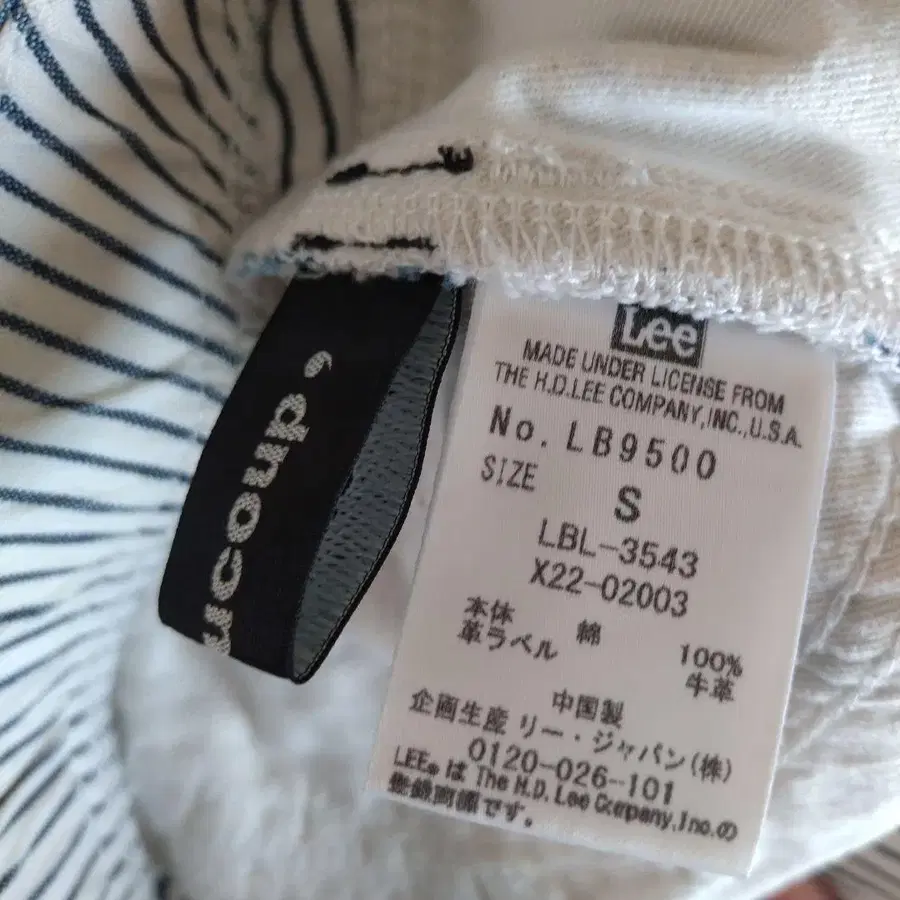 ucoup,
Lee
MADE UNDER LICENSE FROM
THE H.D.LEE COMPANY,INC.,U.S.A.
No. LB9500
SIZE
S
LBL-3543
X22-02003
本体 綿 100%
革ラベル 牛革
中国製
企画生産 リー・ジャパン(株)
0120-026-101
LEE® は The H.D. Lee Company, Inc.の
登録商標です。